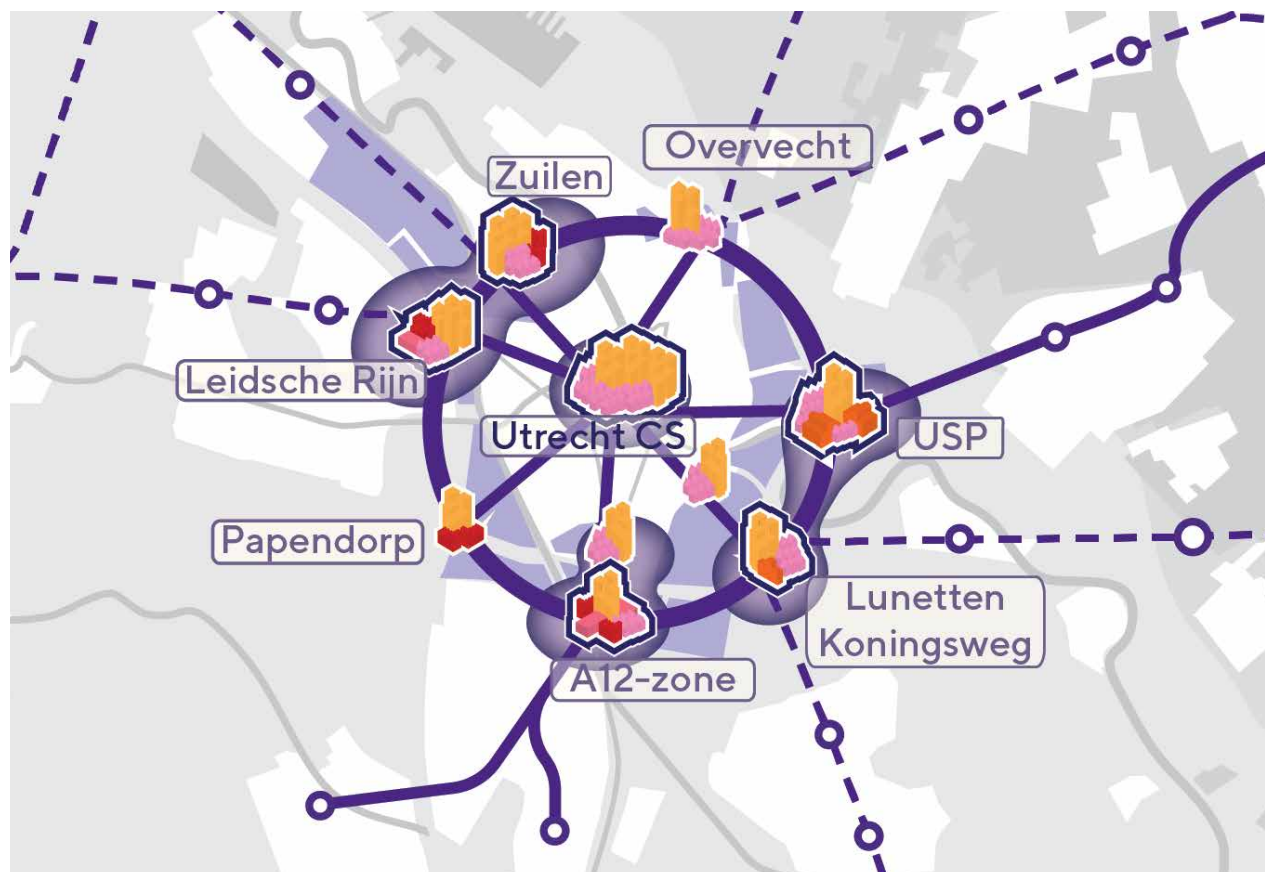 Overvecht
Zuilen
Leidsche Rijn
Utrecht CS
USP
Papendorp
Lunetten
Koningsweg
A12-zone